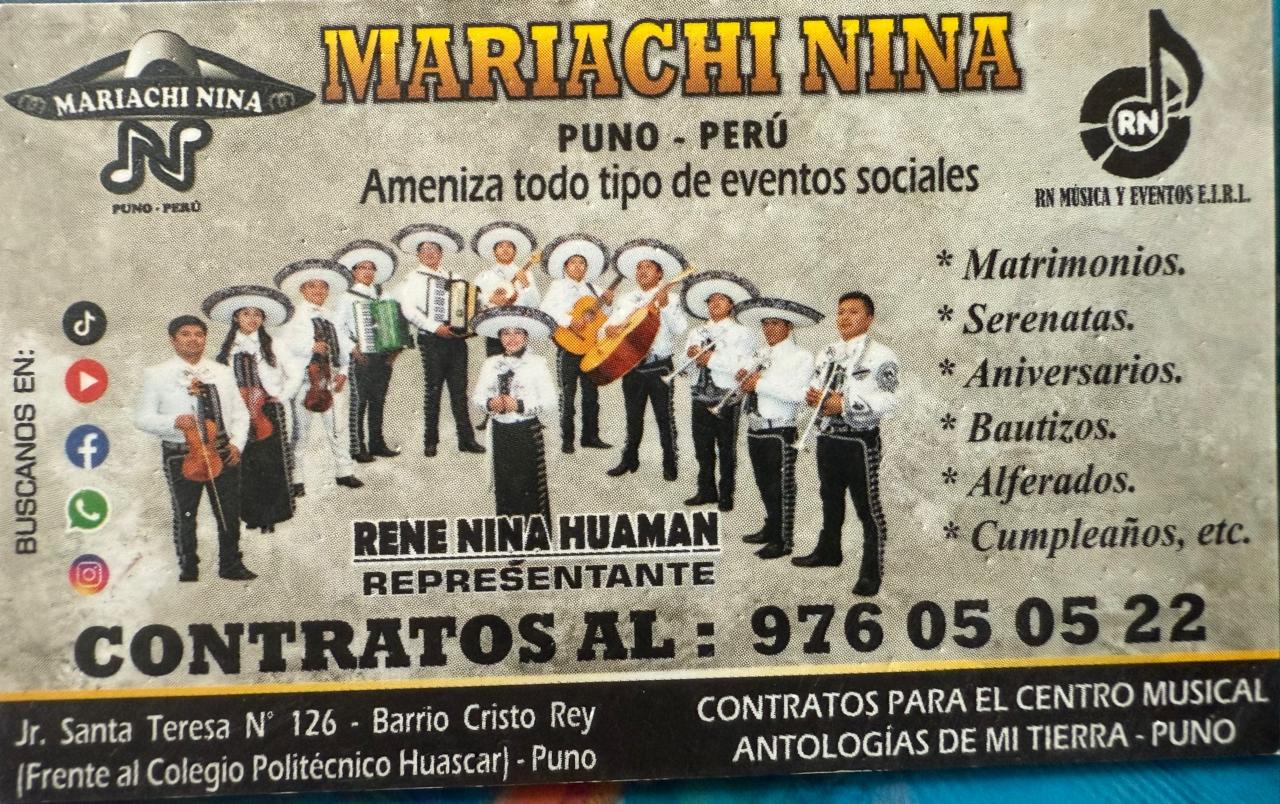 MARIACHI NINA
PUNO - PERÚ
MARIACHI NINA
PUNO - PERÚ
Ameniza todo tipo de eventos sociales
RN
RN MÚSICA Y EVENTOS E.I.R.L.
* Matrimonios.
* Serenatas.
* Aniversarios.
* Bautizos.
* Alferados.
* Cumpleaños, etc.
BUSCANOS EN:
RENE NINA HUAMAN
REPRESENTANTE
CONTRATOS AL : 976 05 05 22
Jr. Santa Teresa N° 126 - Barrio Cristo Rey
(Frente al Colegio Politécnico Huascar) - Puno
CONTRATOS PARA EL CENTRO MUSICAL
ANTOLOGÍAS DE MI TIERRA - PUNO